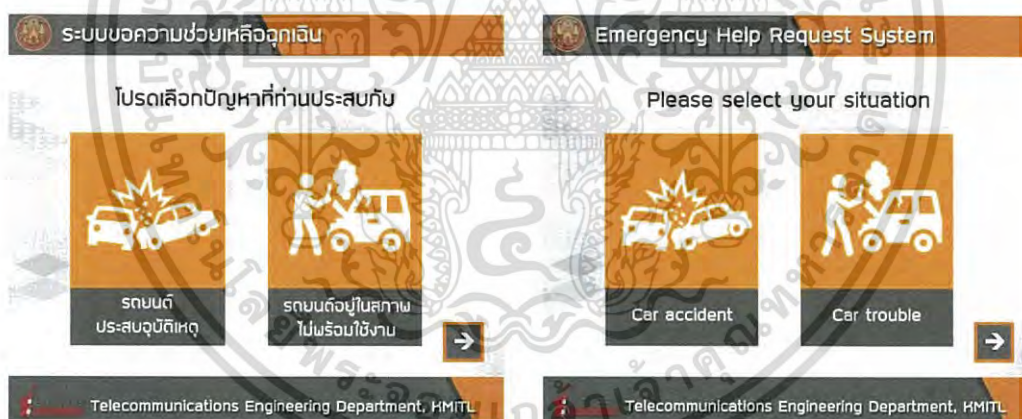 ระบบขอความช่วยเหลือฉุกเฉิน
โปรดเลือกปัญหาที่ท่านประสบกับ
รถยนต์
ประสบอุบัติเหตุ
รถยนต์อยู่ในสภาพ
ไม่พร้อมใช้งาน
Telecommunications Engineering Department, KMITL
Emergency Help Request System
Please select your situation
Car accident
Car trouble
Telecommunications Engineering Department, KMITL